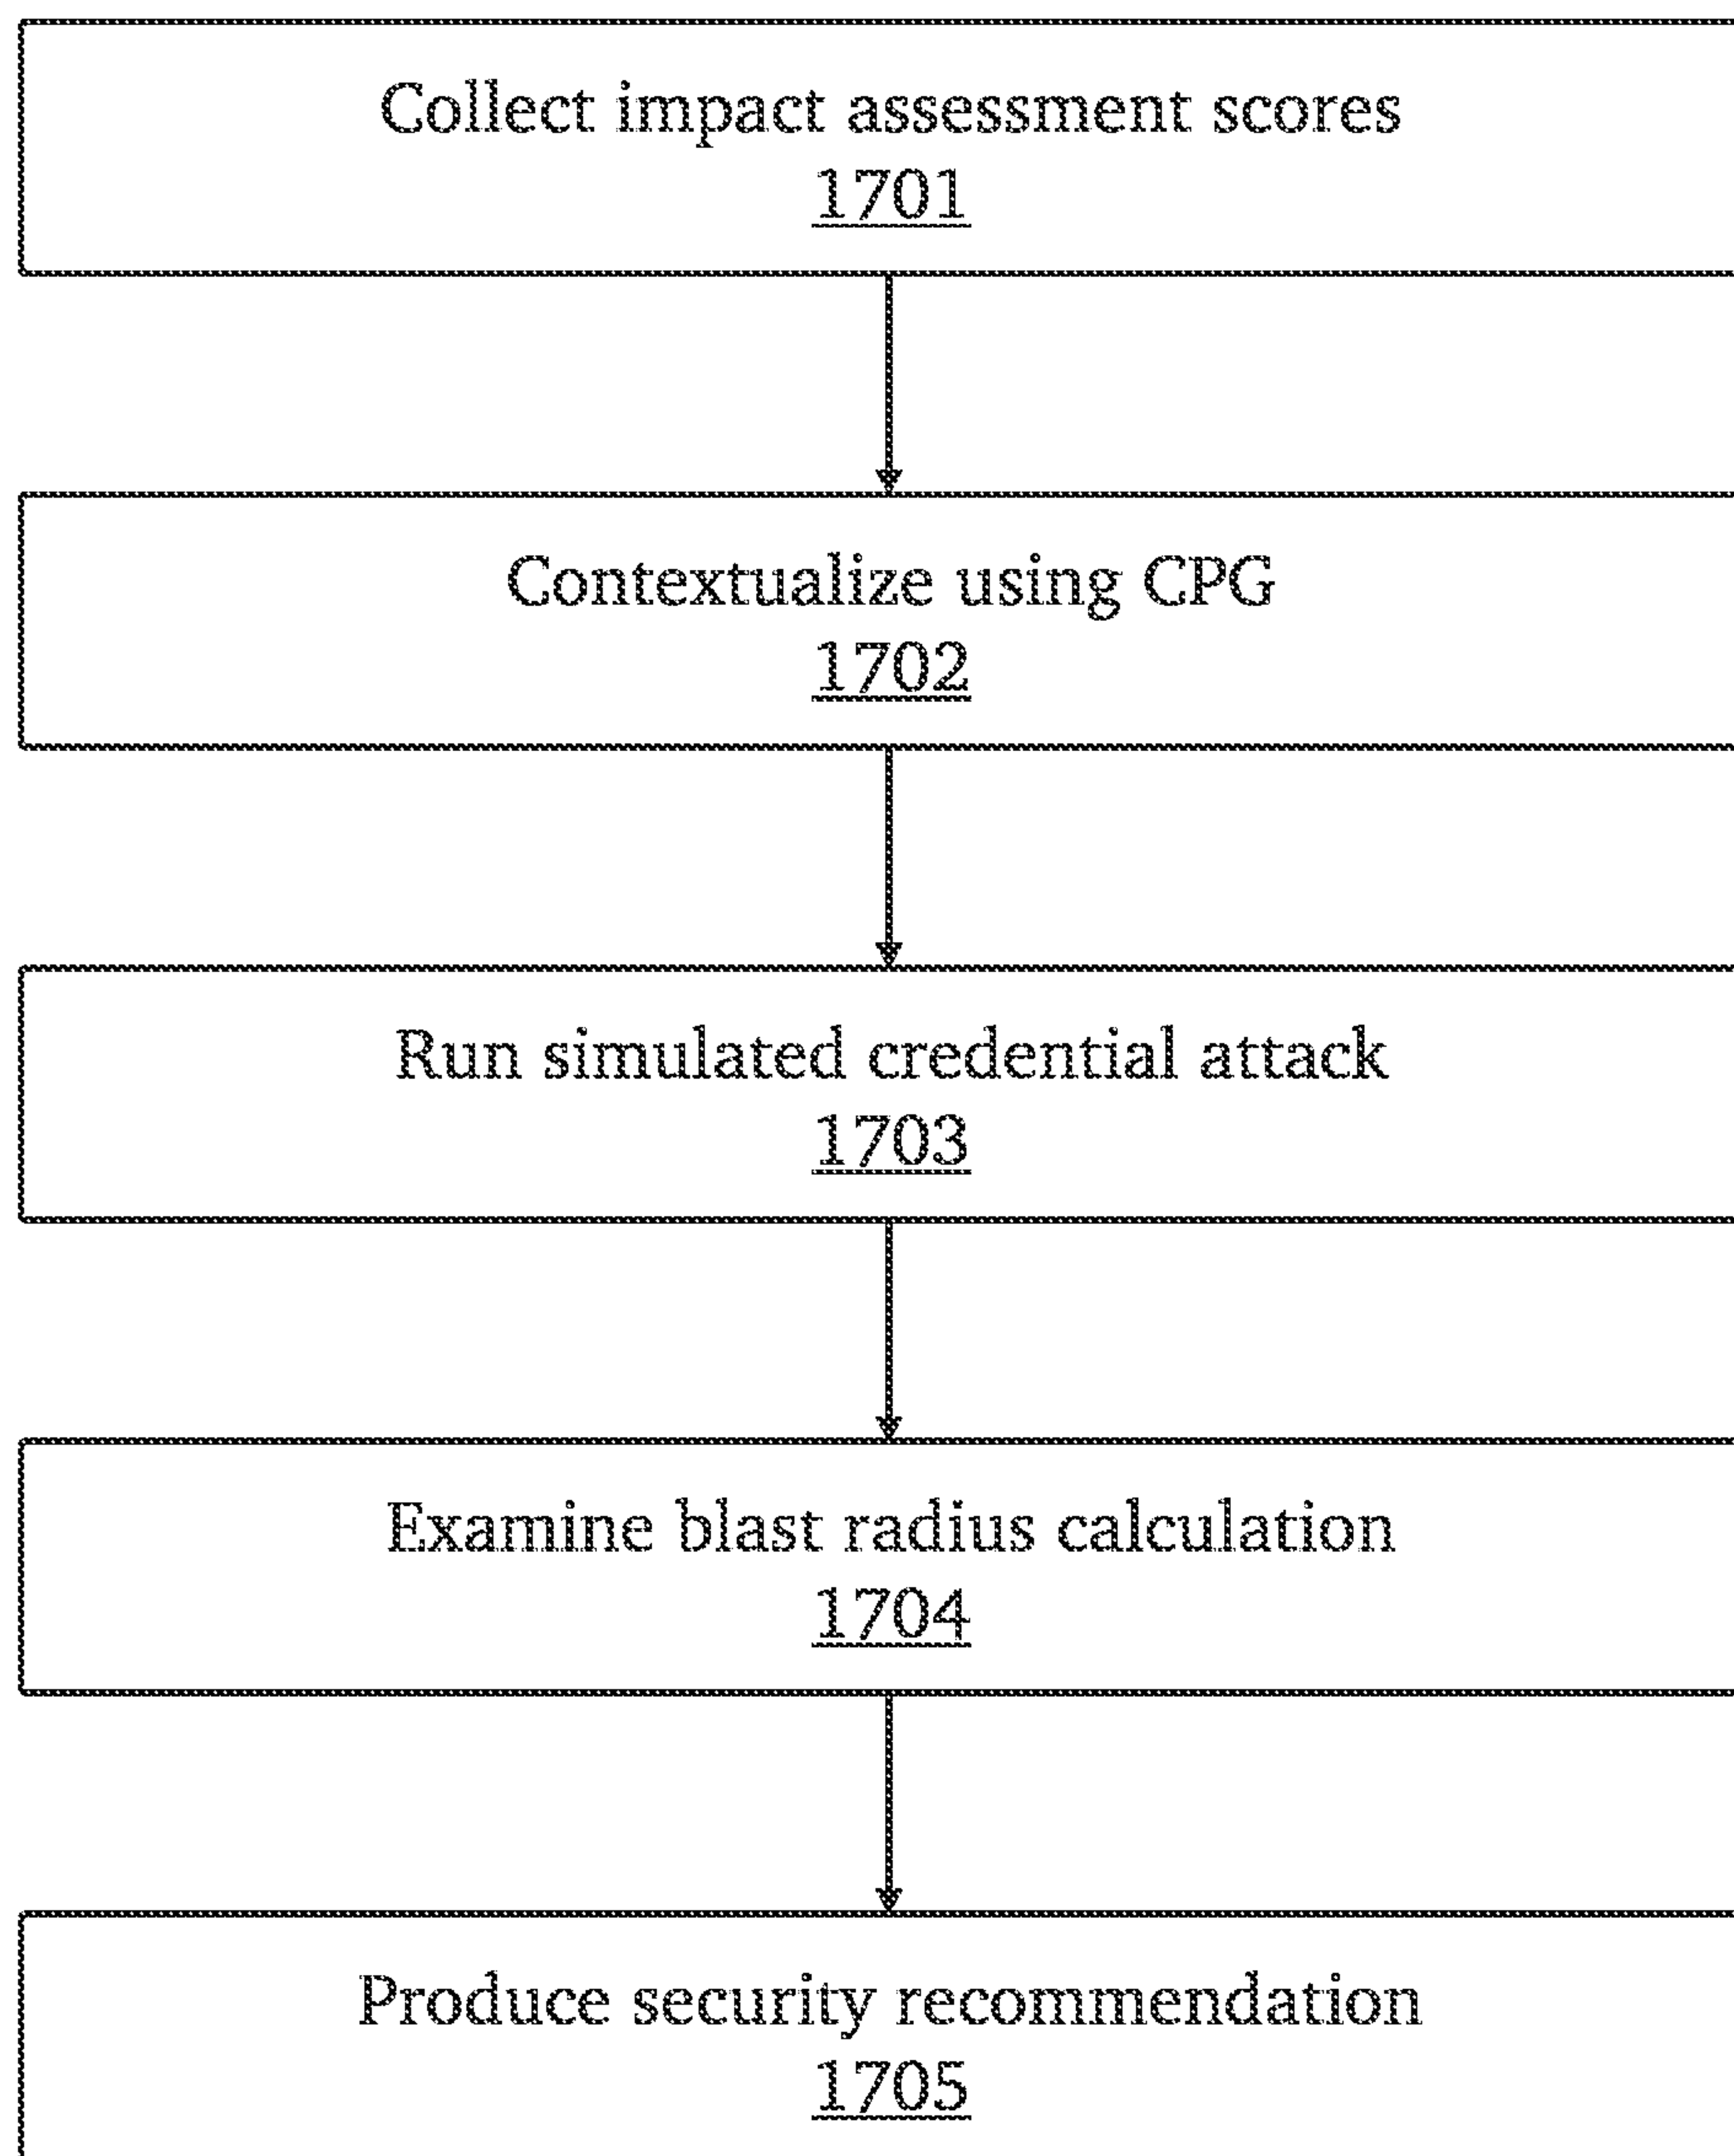 Collect impact assessment scores
1701
Contextualize using CPG
1702
Run simulated credential attack
1703
Examine blast radius calculation
1704
Produce security recommendation
1705